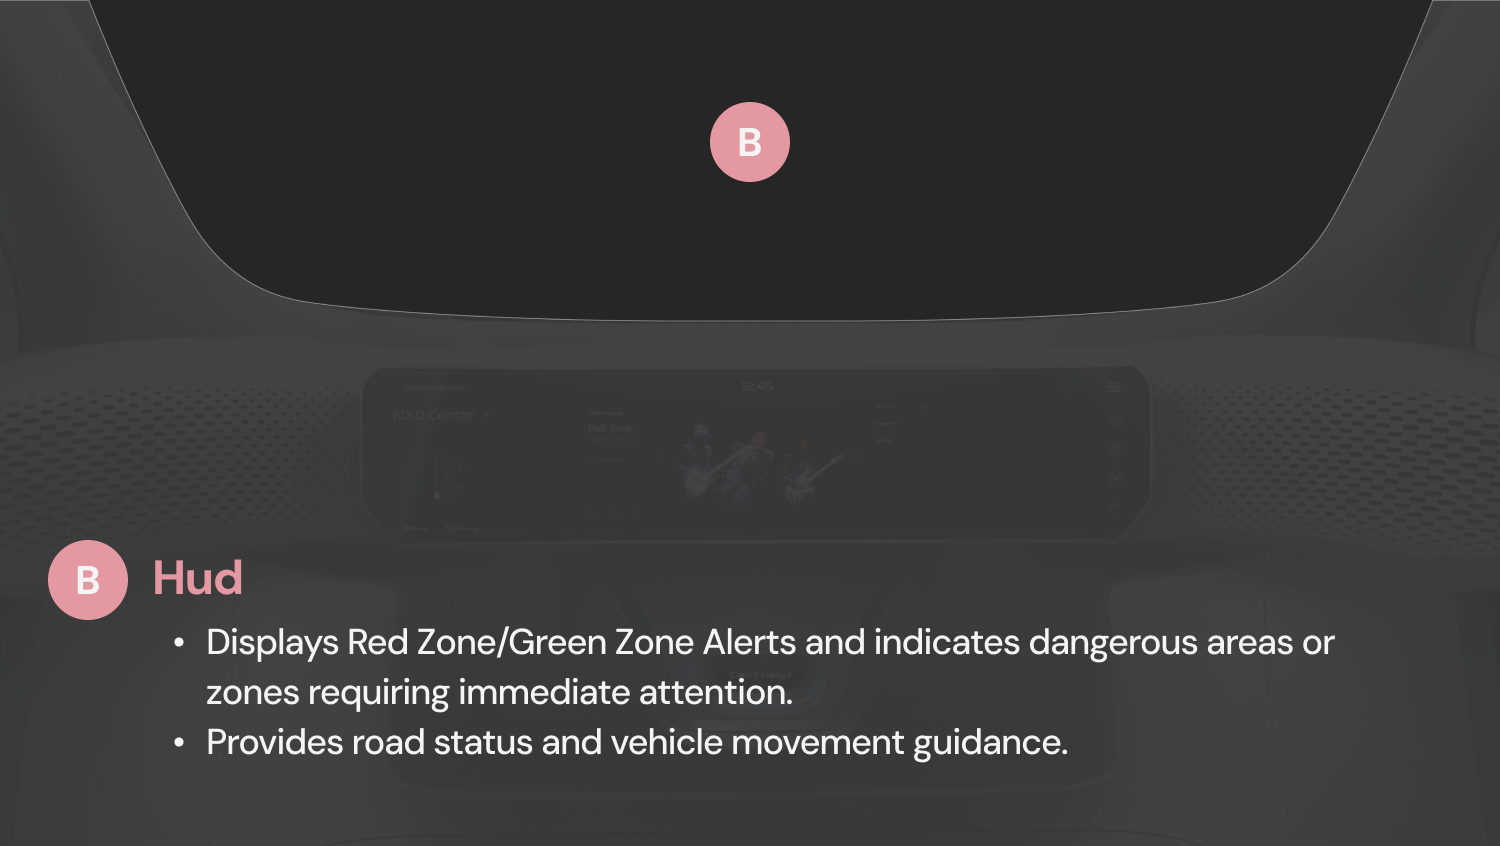 B
12:45
NXD Center
Daft Punk
B Hud
• Displays Red Zone/Green Zone Alerts and indicates dangerous areas or
zones requiring immediate attention.
• Provides road status and vehicle movement guidance.